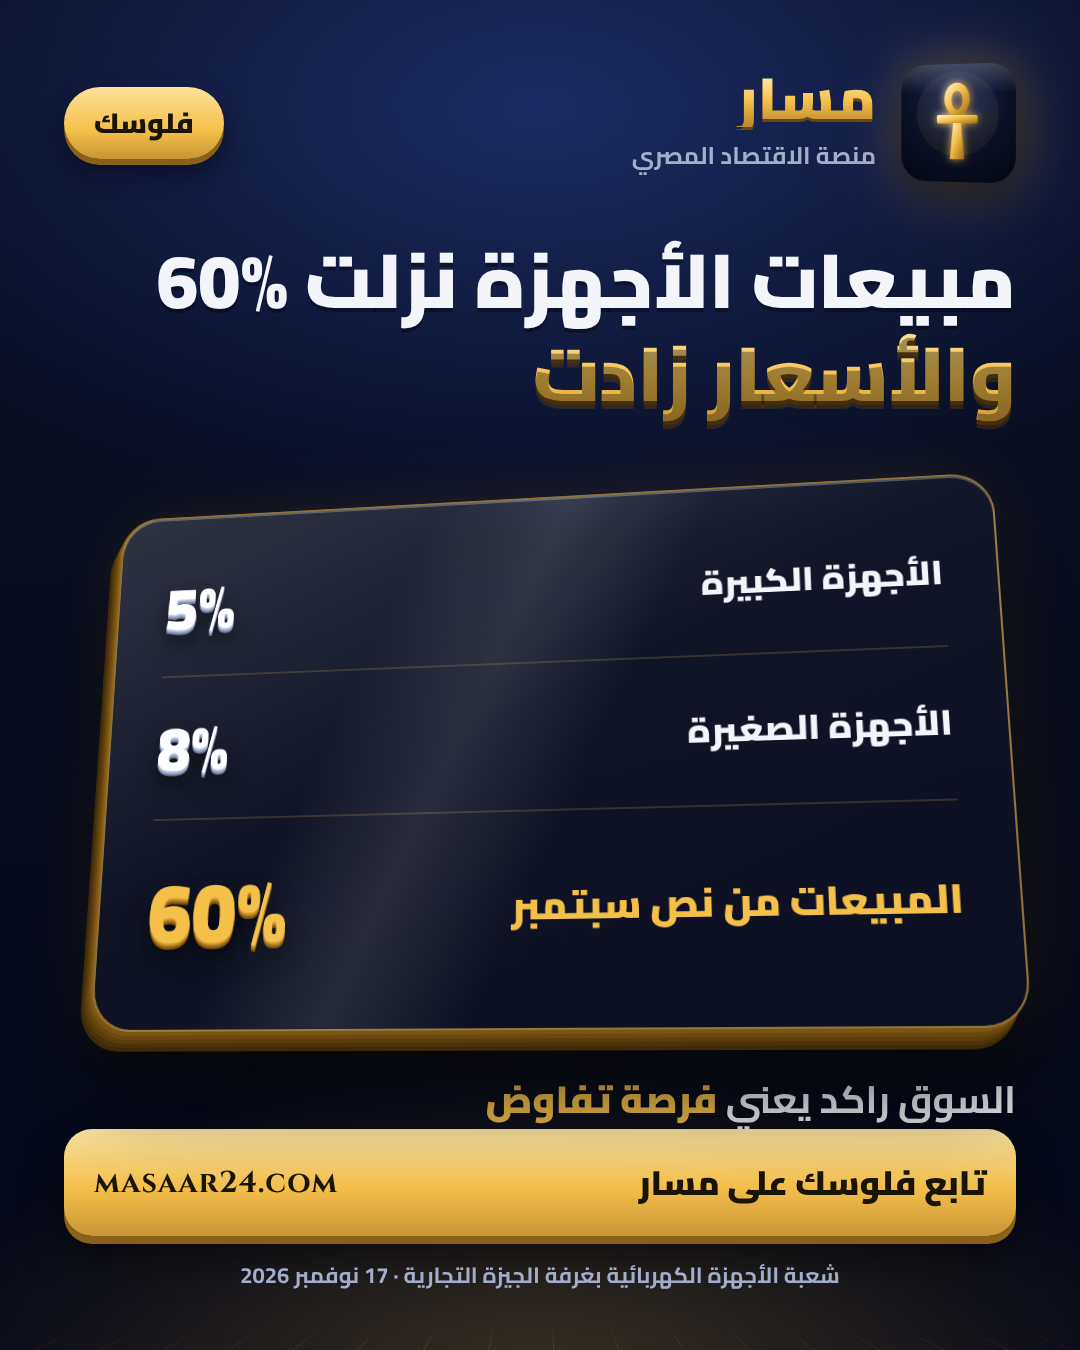 مسار
منصة الاقتصاد المصري
فلوسك
مبيعات الأجهزة نزلت 60%
والأسعار زادت
الأجهزة الكبيرة 5%
الأجهزة الصغيرة 8%
المبيعات من نص سبتمبر 60%
السوق راكد يعني فرصة تفاوض
تابع فلوسك على مسار MASAAR24.COM
شعبة الأجهزة الكهربائية بغرفة الجيزة التجارية · 17 نوفمبر 2026